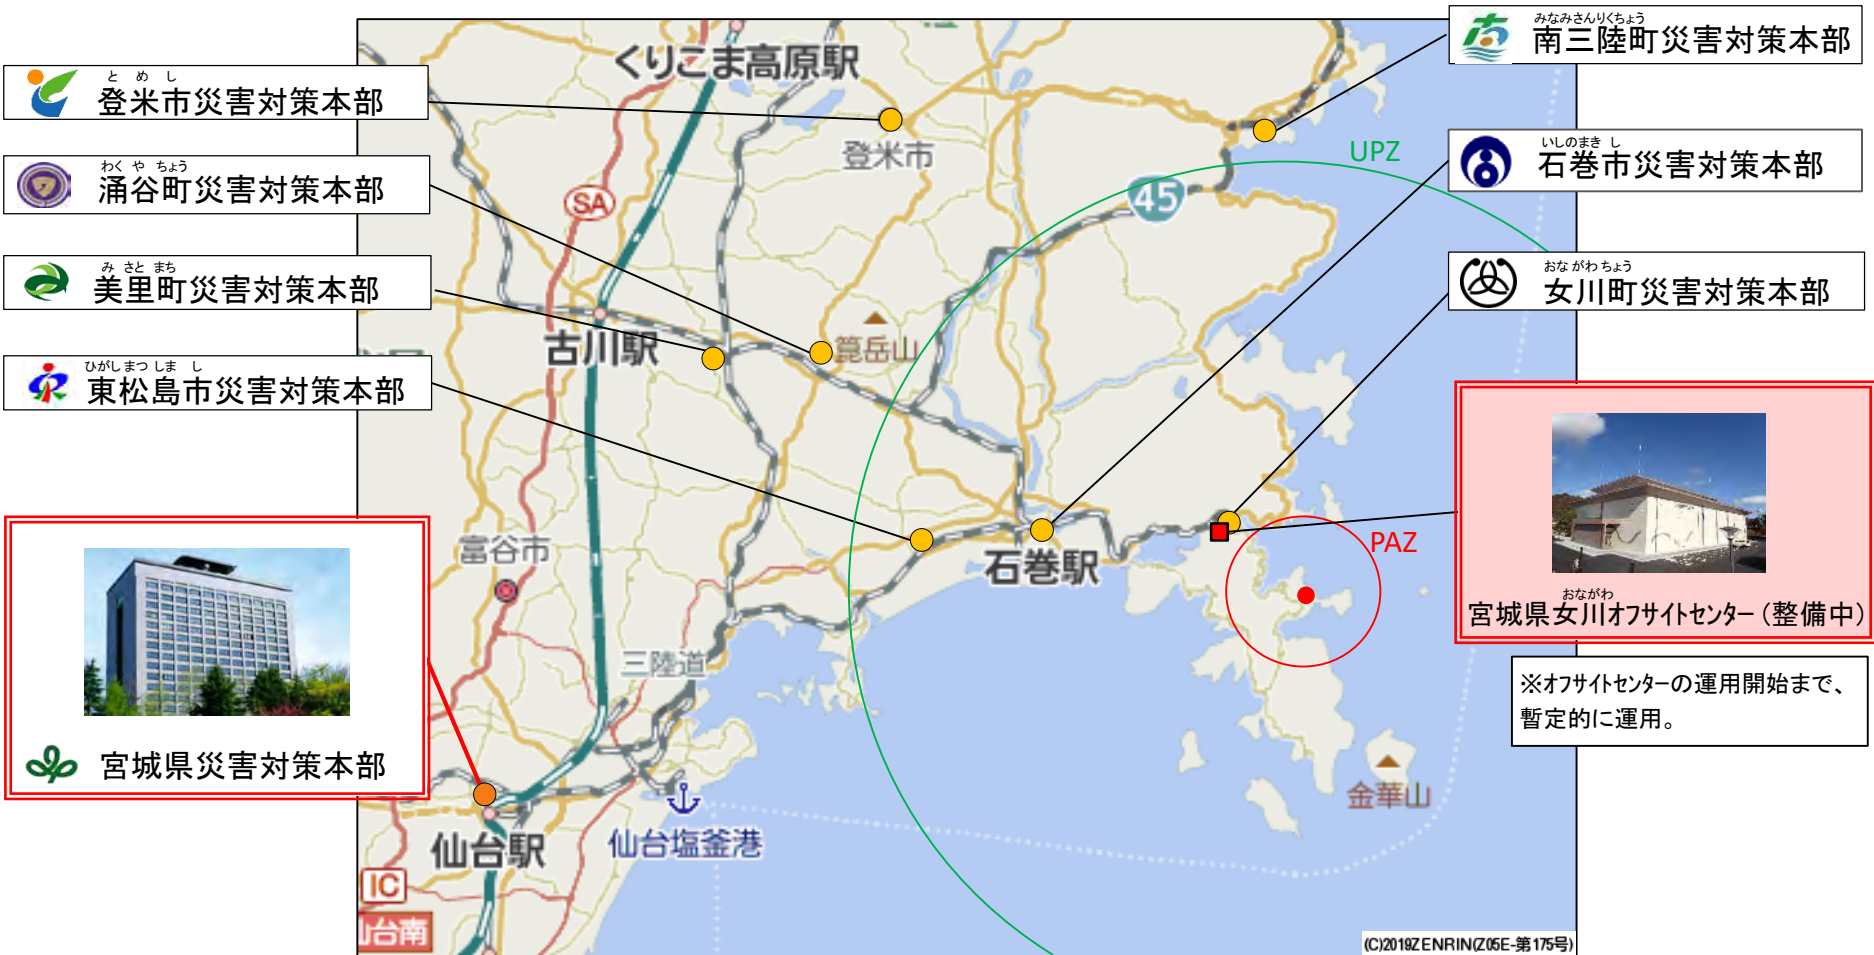 とめし
登米市災害対策本部
わくやちょう
涌谷町災害対策本部
みさとまち
美里町災害対策本部
ひがしまつしまし
東松島市災害対策本部
宮城県災害対策本部
みなみさんりくちょう
南三陸町災害対策本部
いしのまきし
石巻市災害対策本部
おながわちょう
女川町災害対策本部
おながわ
宮城県女川オフサイトセンター(整備中)
※オフサイトセンターの運用開始まで、
暫定的に運用。
くりこま高原駅
登米市
UPZ
45
SA
古川駅
箟岳山
富谷市
石巻駅
PAZ
三陸道
金華山
仙台駅
仙台塩釜港
IC
台南
(C)2019ZENRIN(Z05E-第175号)